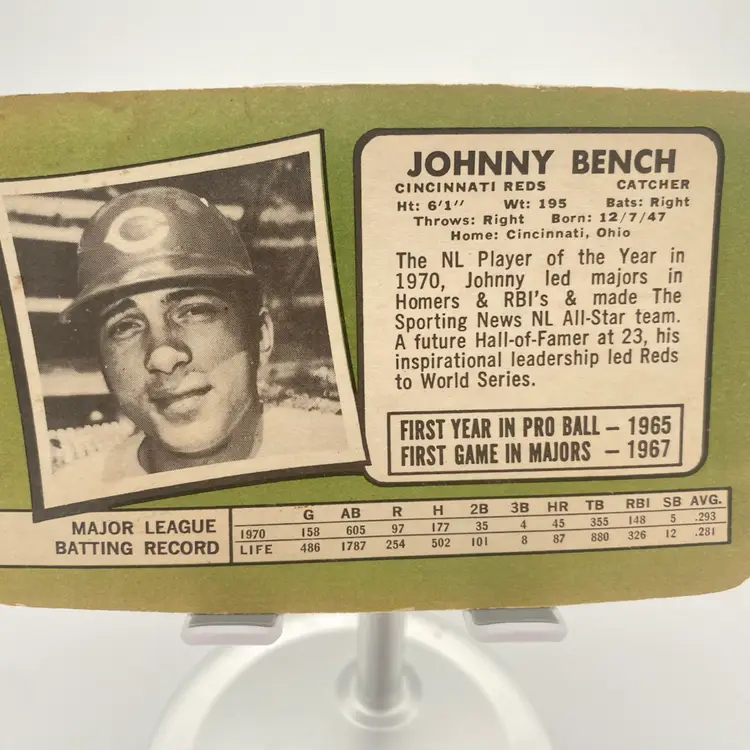 JOHNNY BENCH
CINCINNATI REDS CATCHER
Ht: 6'1" Wt: 195 Bats: Right
Throws: Right Born: 12/7/47
Home: Cincinnati, Ohio
The NL Player of the Year in
1970, Johnny led majors in
Homers & RBI's & made The
Sporting News NL All-Star team.
A future Hall-of-Famer at 23, his
inspirational leadership led Reds
to World Series.
FIRST YEAR IN PRO BALL – 1965
FIRST GAME IN MAJORS – 1967
C
MAJOR LEAGUE
BATTING RECORD
G AB R H 2B 3B HR TB RBI SB AVG.
1970 158 605 97 177 35 4 45 355 148 5 .293
LIFE 486 1787 254 502 101 8 87 880 326 12 .281